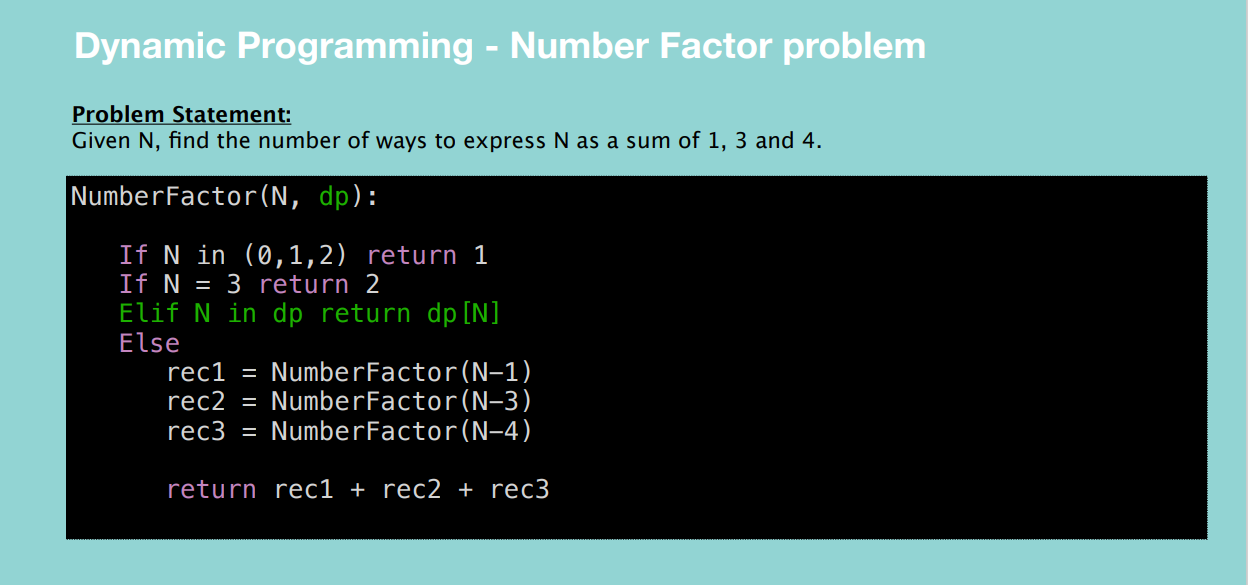 Dynamic Programming - Number Factor problem
Problem Statement:
Given N, find the number of ways to express N as a sum of 1, 3 and 4.
NumberFactor(N, dp):
If N in (0,1,2) return 1
If N = 3 return 2
Elif N in dp return dp[N]
Else
rec1 = NumberFactor(N-1)
rec2 = NumberFactor(N-3)
rec3 = NumberFactor(N-4)
return rec1 + rec2 + rec3